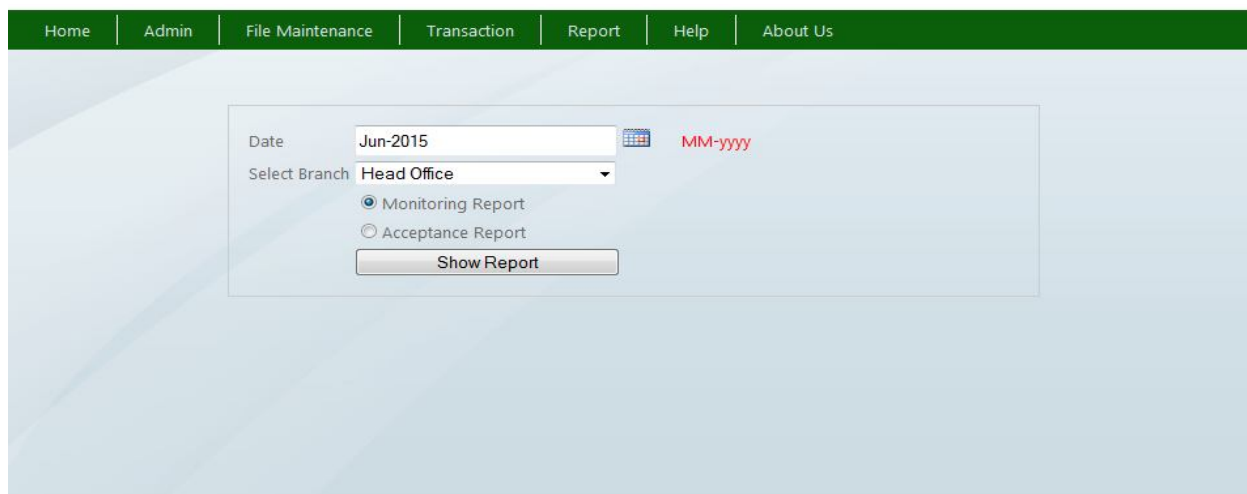 Home Admin File Maintenance Transaction Report Help About Us
Date Jun-2015 MM-yyyy
Select Branch Head Office
Monitoring Report
Acceptance Report
Show Report